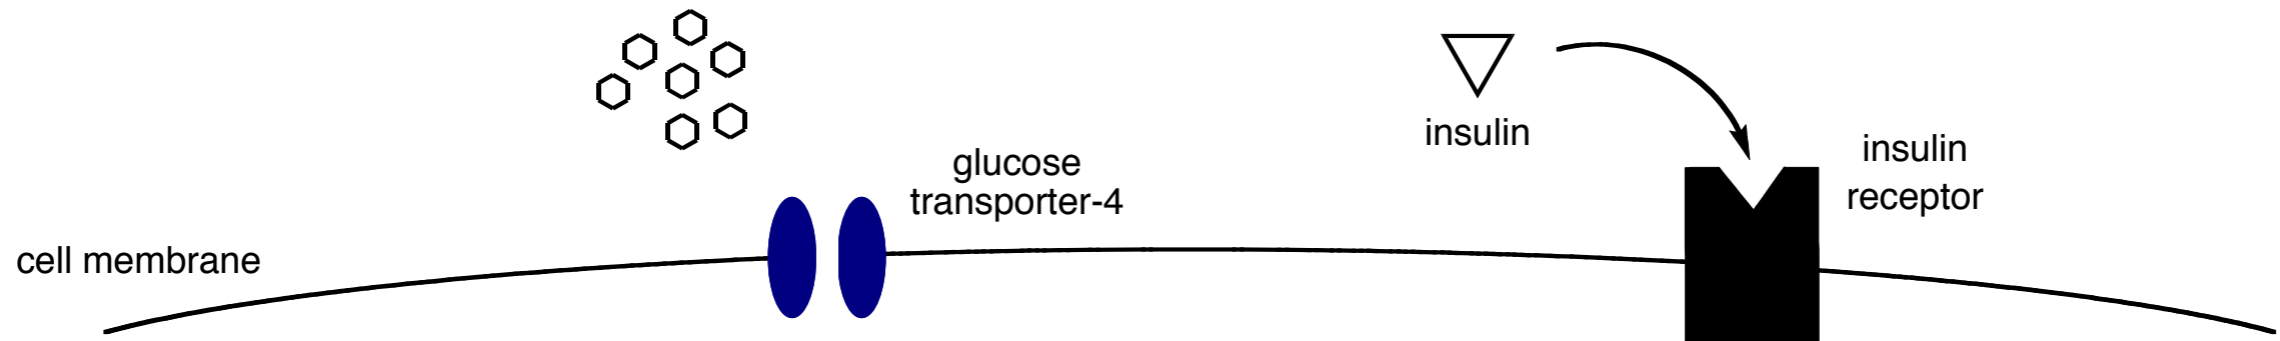 cell membrane
glucose
transporter-4
insulin
insulin
receptor